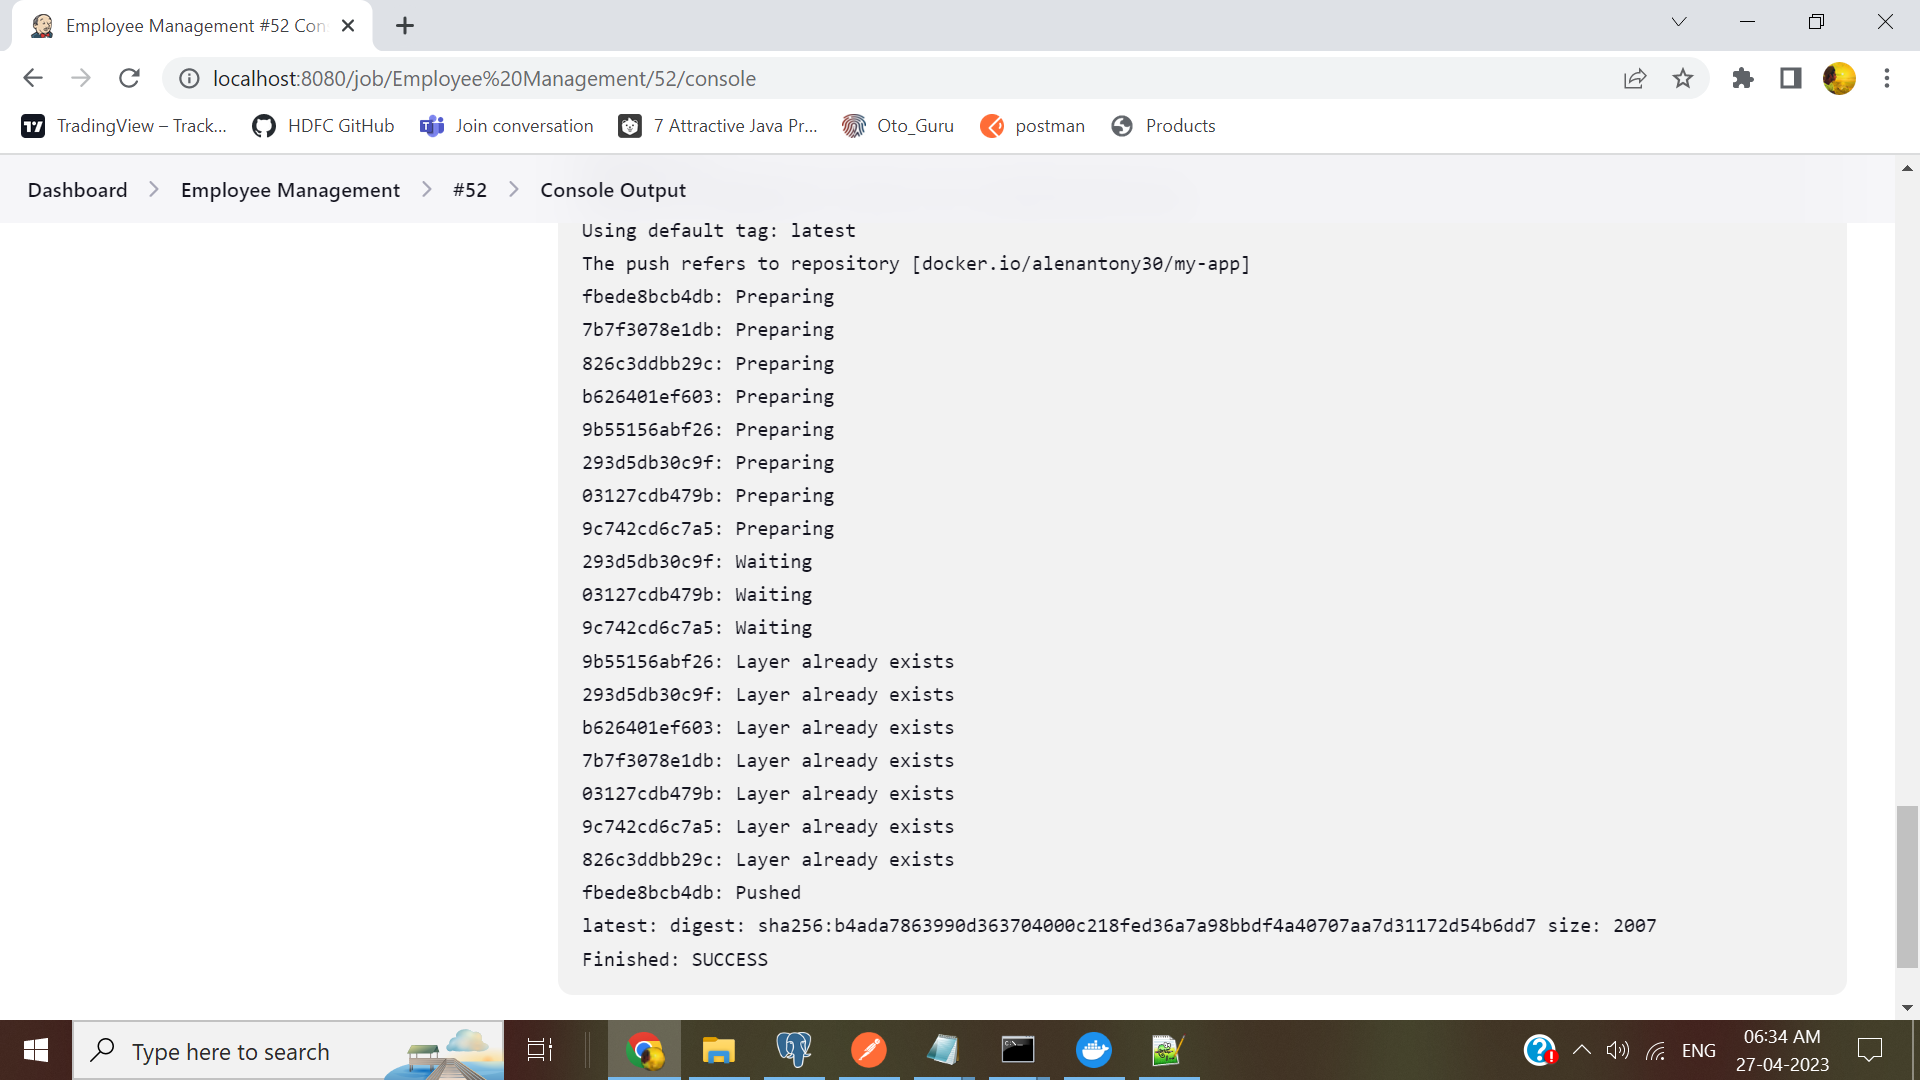 Employee Management #52 Con
localhost:8080/job/Employee%20Management/52/console
TradingView – Track... HDFC GitHub Join conversation 7 Attractive Java Pr... Oto_Guru postman Products
Dashboard Employee Management #52 Console Output
Using default tag: latest
The push refers to repository [docker.io/alenantony30/my-app]
fbede8bcb4db: Preparing
7b7f3078e1db: Preparing
826c3ddbb29c: Preparing
b626401ef603: Preparing
9b55156abf26: Preparing
293d5db30c9f: Preparing
03127cdb479b: Preparing
9c742cd6c7a5: Preparing
293d5db30c9f: Waiting
03127cdb479b: Waiting
9c742cd6c7a5: Waiting
9b55156abf26: Layer already exists
293d5db30c9f: Layer already exists
b626401ef603: Layer already exists
7b7f3078e1db: Layer already exists
03127cdb479b: Layer already exists
9c742cd6c7a5: Layer already exists
826c3ddbb29c: Layer already exists
fbede8bcb4db: Pushed
latest: digest: sha256:b4ada7863990d363704000c218fed36a7a98bbdf4a40707aa7d31172d54b6dd7 size: 2007
Finished: SUCCESS
Type here to search
ENG
06:34 AM
27-04-2023